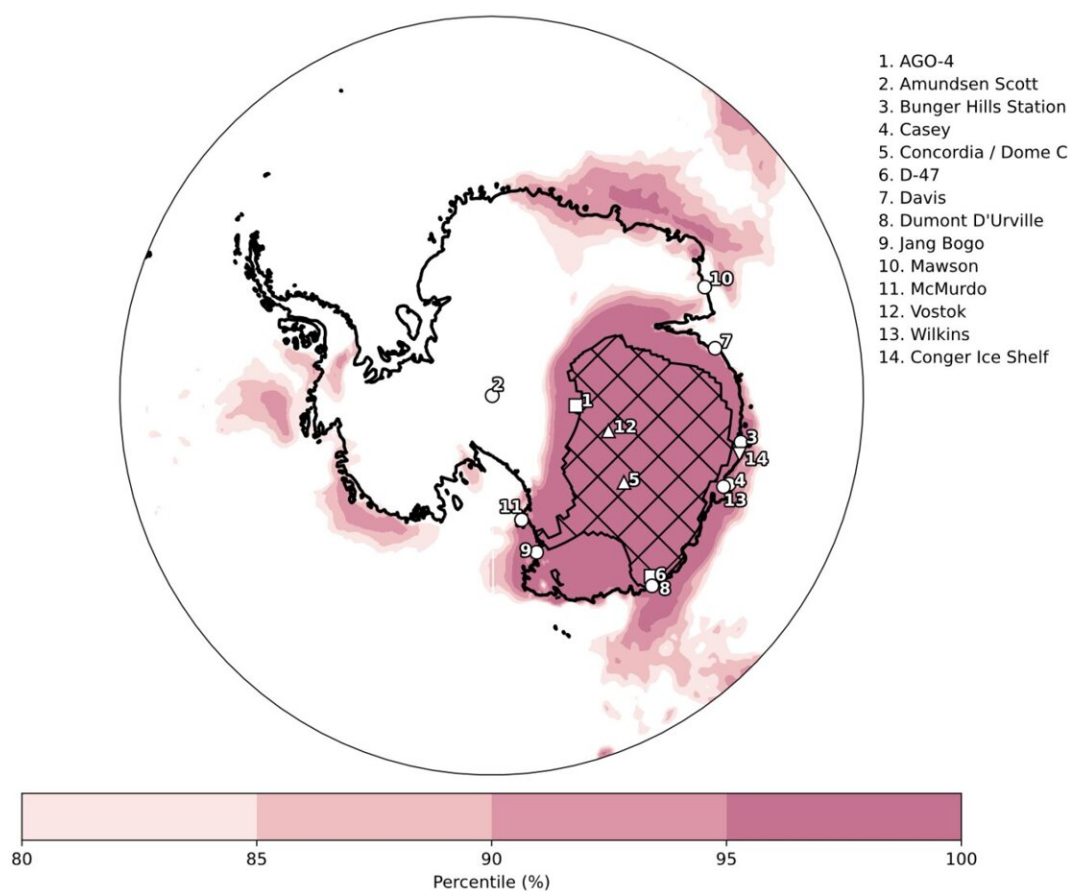 1. AGO-4
2. Amundsen Scott
3. Bunger Hills Station
4. Casey
5. Concordia / Dome C
6. D-47
7. Davis
8. Dumont D'Urville
9. Jang Bogo
10. Mawson
11. McMurdo
12. Vostok
13. Wilkins
14. Conger Ice Shelf
10
7
2
1
12
3
14
5
4
13
11
9
6
8
80 85 90 95 100
Percentile (%)